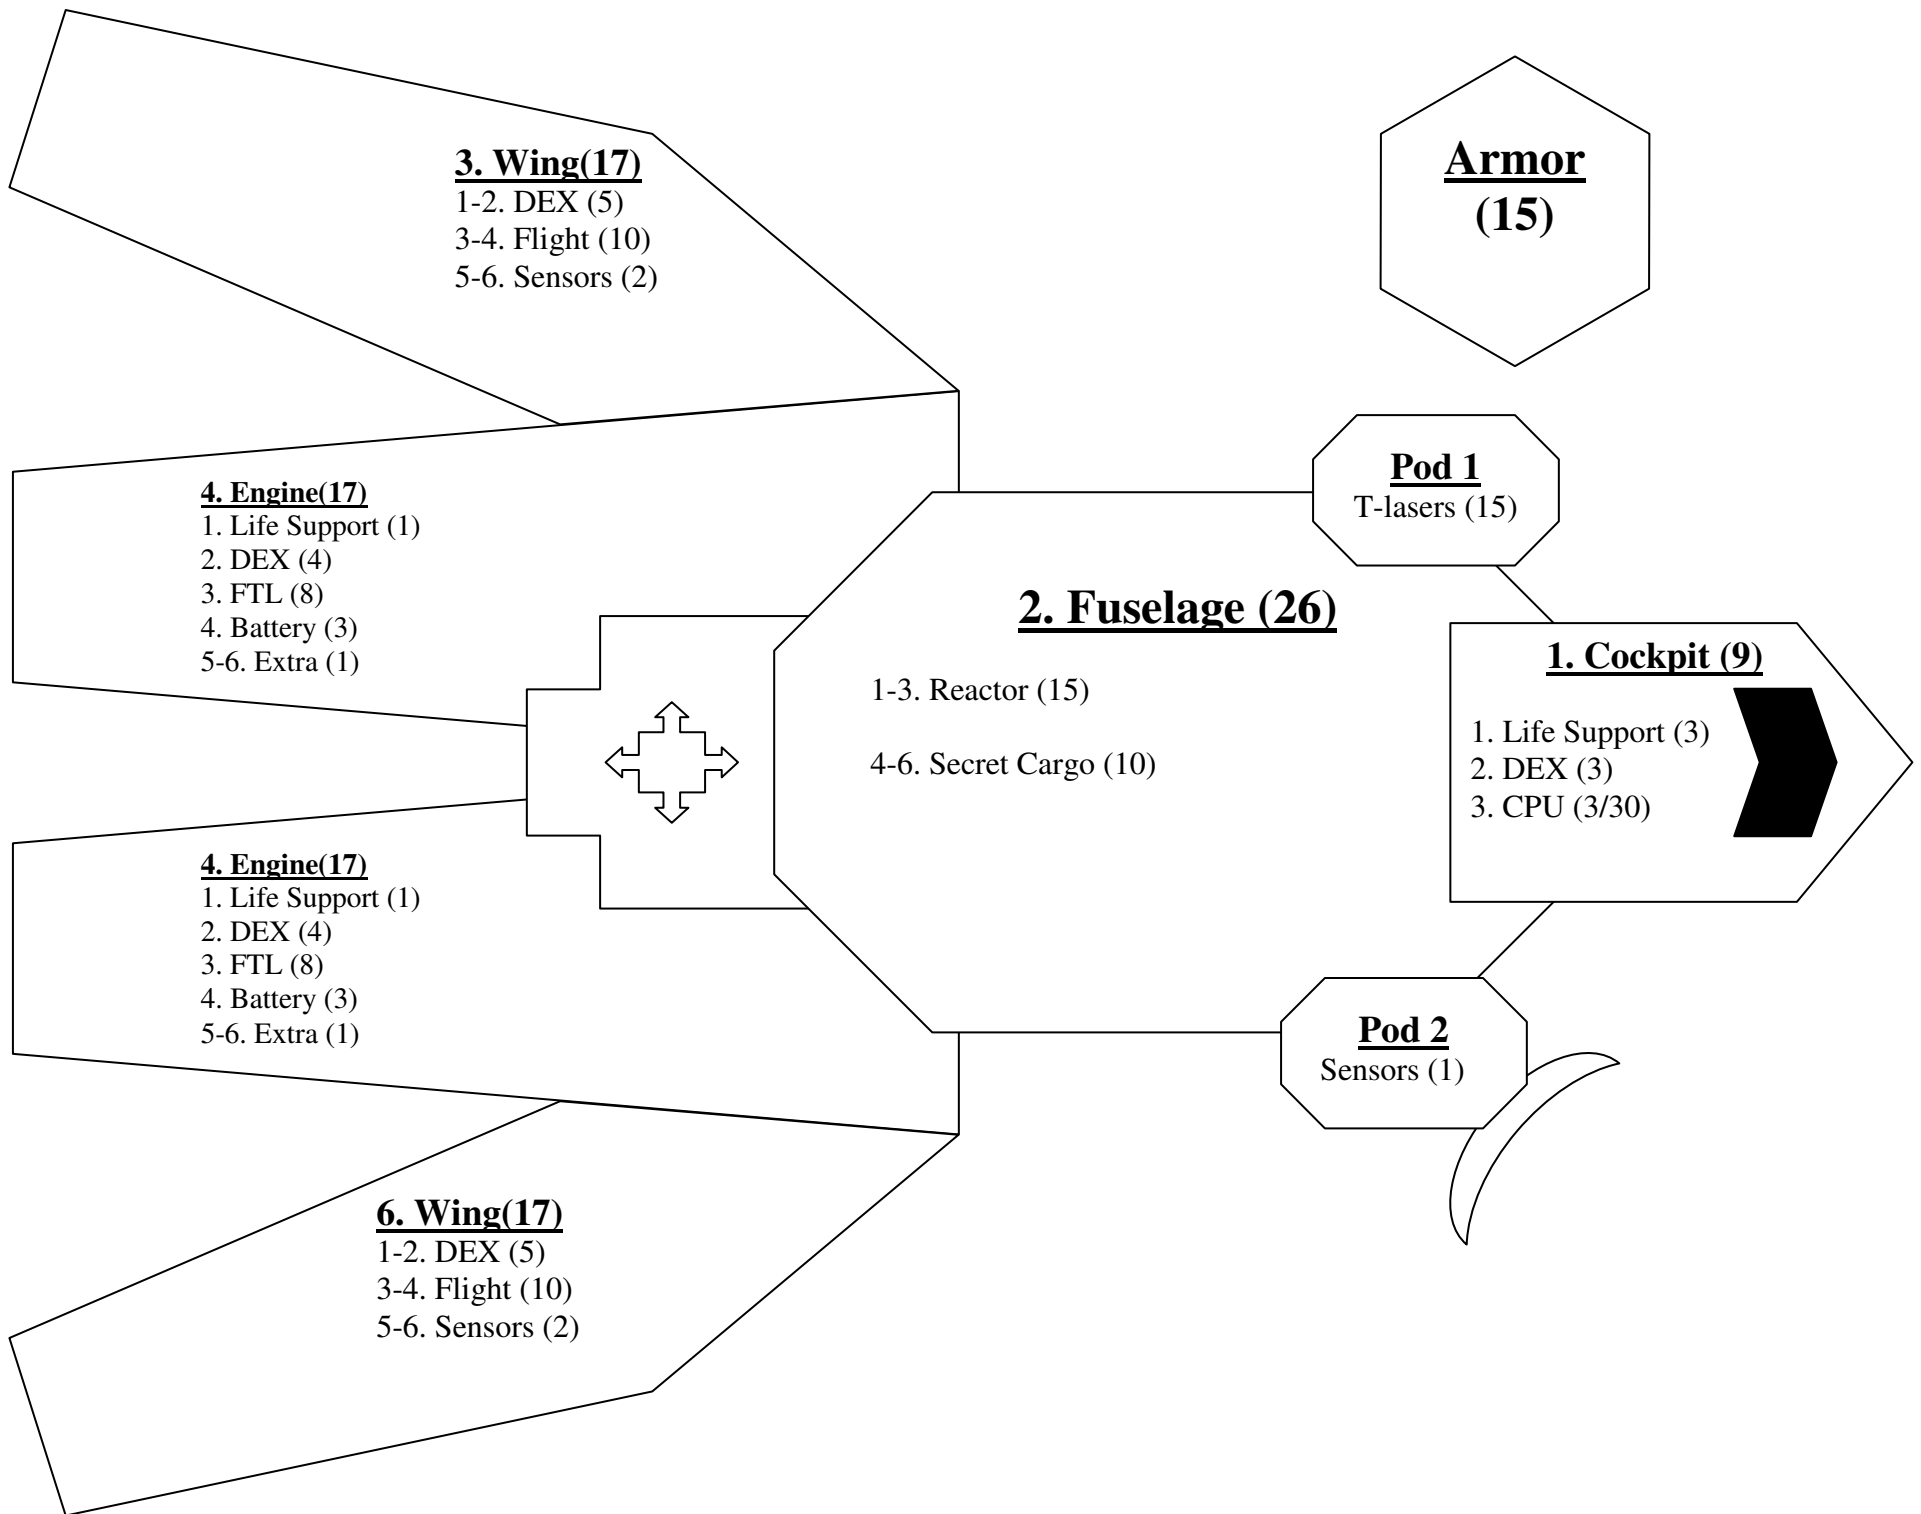 3. Wing(17)
1-2. DEX (5)
3-4. Flight (10)
5-6. Sensors (2)
Armor
(15)
4. Engine(17)
1. Life Support (1)
2. DEX (4)
3. FTL (8)
4. Battery (3)
5-6. Extra (1)
Pod 1
T-lasers (15)
2. Fuselage (26)
1-3. Reactor (15)
4-6. Secret Cargo (10)
1. Cockpit (9)
1. Life Support (3)
2. DEX (3)
3. CPU (3/30)
4. Engine(17)
1. Life Support (1)
2. DEX (4)
3. FTL (8)
4. Battery (3)
5-6. Extra (1)
Pod 2
Sensors (1)
6. Wing(17)
1-2. DEX (5)
3-4. Flight (10)
5-6. Sensors (2)